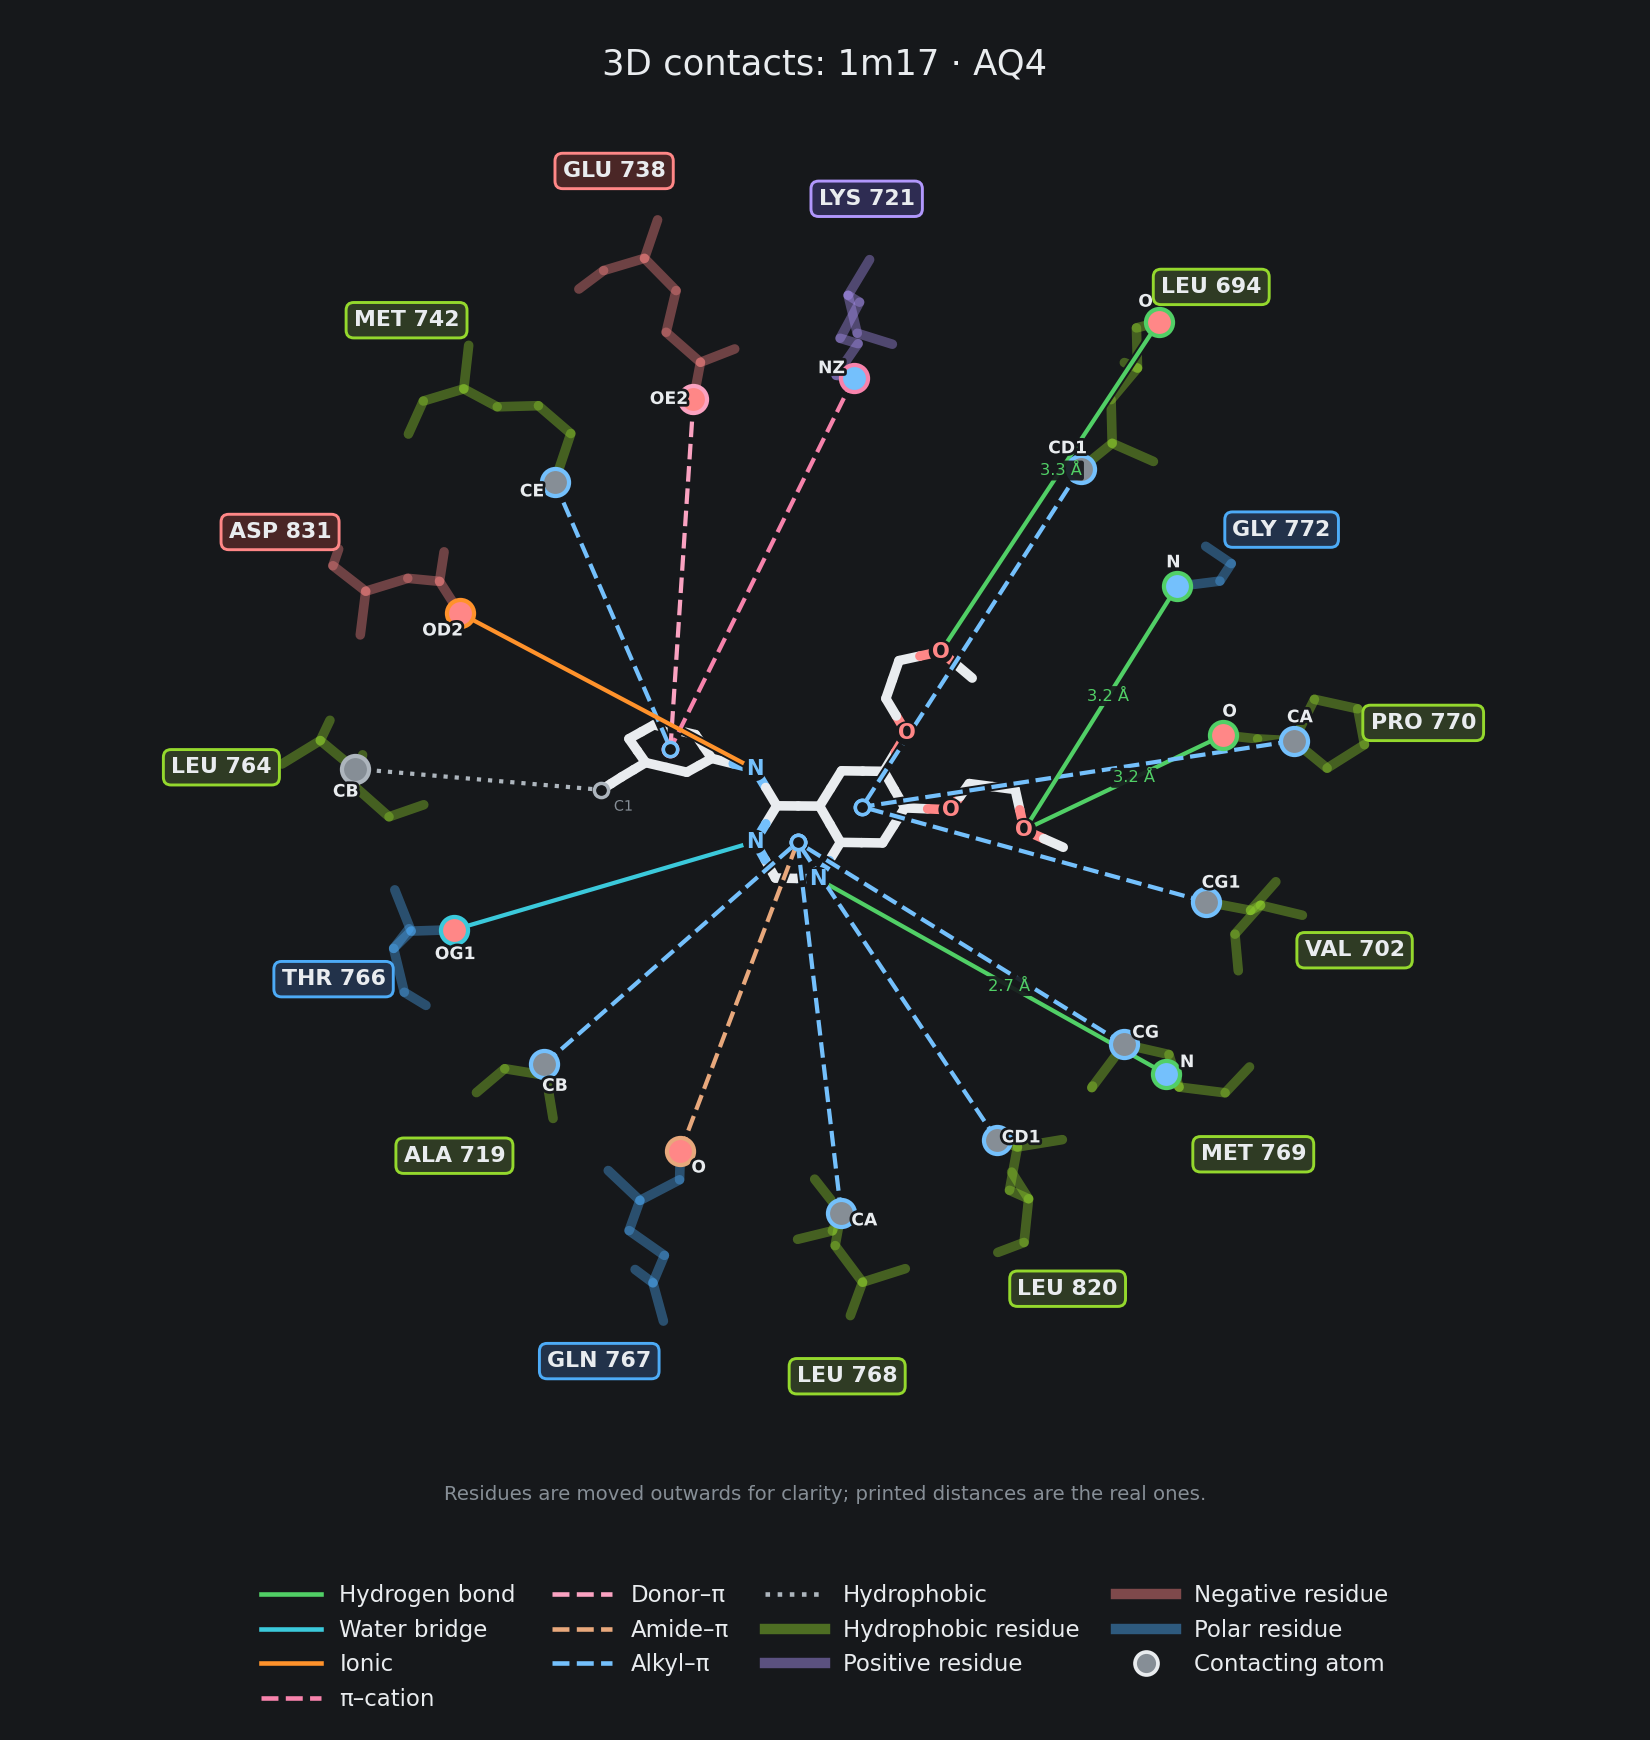 3D contacts: 1m17 · AQ4
GLU 738
LYS 721
LEU 694
O
MET 742
NZ
OE2
CD1
3.3 Å
CE
ASP 831
GLY 772
N
OD2
O
3.2 Å
O
CA
PRO 770
O
LEU 764
N
3.2 Å
CB
C1
O
O
N
N
CG1
THR 766
OG1
VAL 702
2.7 Å
CG
N
CB
ALA 719
CD1
MET 769
O
CA
LEU 820
GLN 767
LEU 768
Residues are moved outwards for clarity; printed distances are the real ones.
Hydrogen bond
Donor–π
Hydrophobic
Negative residue
Water bridge
Amide–π
Hydrophobic residue
Polar residue
Ionic
Alkyl–π
Positive residue
Contacting atom
π–cation